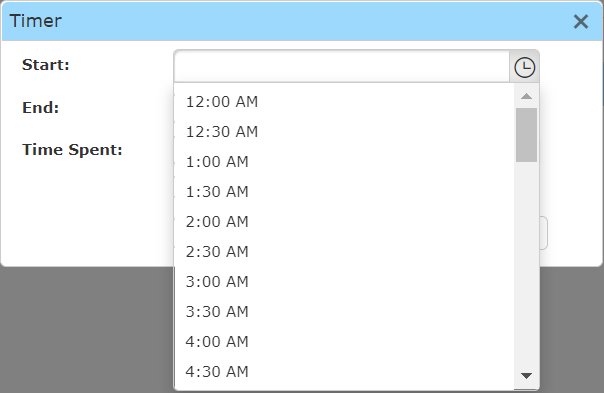 Timer
Start:
End:
Time Spent:
12:00 AM
12:30 AM
1:00 AM
1:30 AM
2:00 AM
2:30 AM
3:00 AM
3:30 AM
4:00 AM
4:30 AM